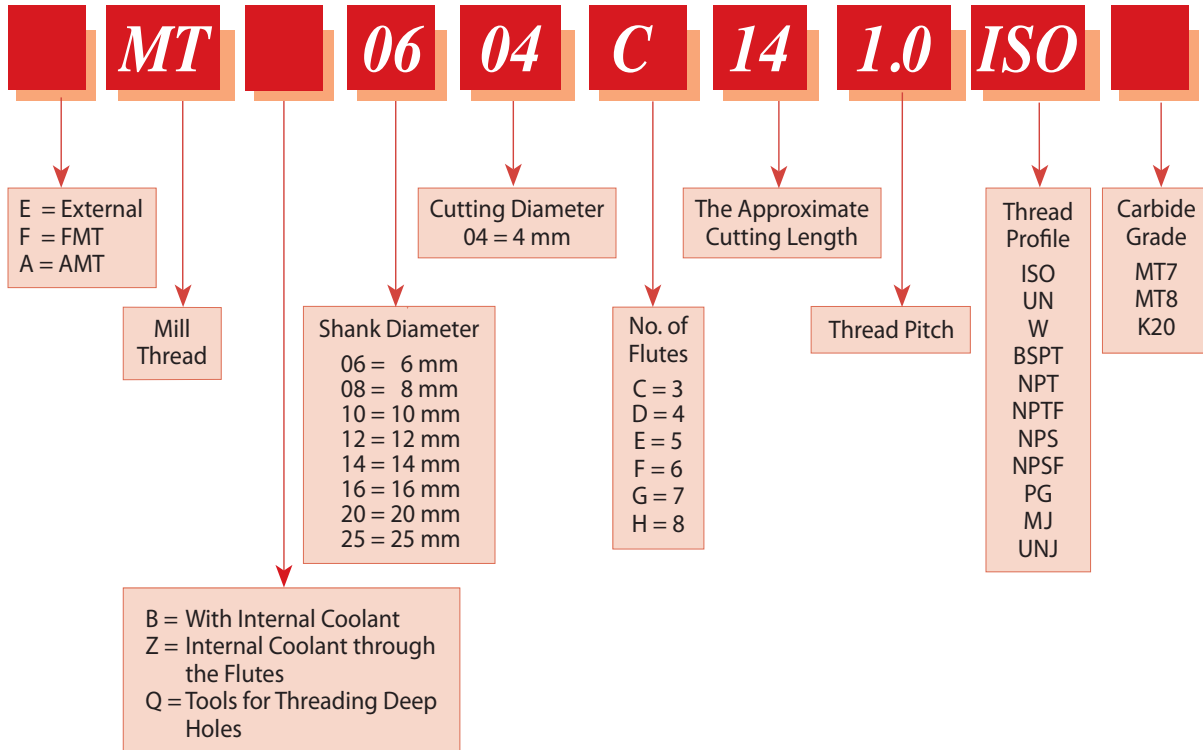 MT 06 04 C 14 1.0 ISO
E = External
F = FMT
A = AMT
Mill
Thread
B = With Internal Coolant
Z = Internal Coolant through
the Flutes
Q = Tools for Threading Deep
Holes
Shank Diameter
06 = 6 mm
08 = 8 mm
10 = 10 mm
12 = 12 mm
14 = 14 mm
16 = 16 mm
20 = 20 mm
25 = 25 mm
Cutting Diameter
04 = 4 mm
No. of
Flutes
C = 3
D = 4
E = 5
F = 6
G = 7
H = 8
The Approximate
Cutting Length
Thread Pitch
Thread
Profile
ISO
UN
W
BSPT
NPT
NPTF
NPS
NPSF
PG
MJ
UNJ
Carbide
Grade
MT7
MT8
K20